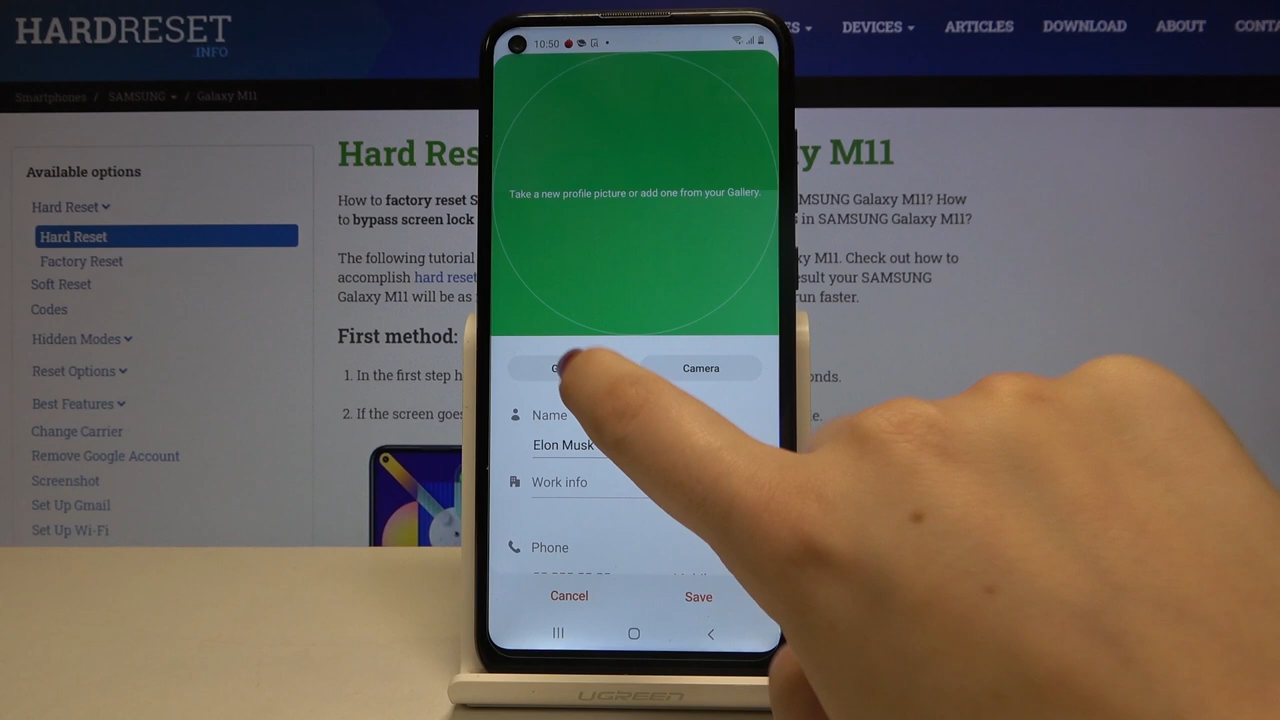 HARDRESET
.INFO
DEVICES
ARTICLES
DOWNLOAD
ABOUT
Smartphones / SAMSUNG / Galaxy M11
Available options
Hard Reset
Hard Reset
Factory Reset
Soft Reset
Codes
Hidden Modes
Reset Options
Best Features
Change Carrier
Remove Google Account
Screenshot
Set Up Gmail
Set Up Wi-Fi
Hard Res
y M11
How to factory reset S
MSUNG Galaxy M11? How
to bypass screen lock
s in SAMSUNG Galaxy M11?
The following tutorial
xy M11. Check out how to
accomplish hard reset
esult your SAMSUNG
Galaxy M11 will be as
run faster.
First method:
1. In the first step h
onds.
2. If the screen goes
e.
10:50
Take a new profile picture or add one from your Gallery.
G
Camera
Name
Elon Musk
Work info
Phone
Cancel
Save
UGREEN